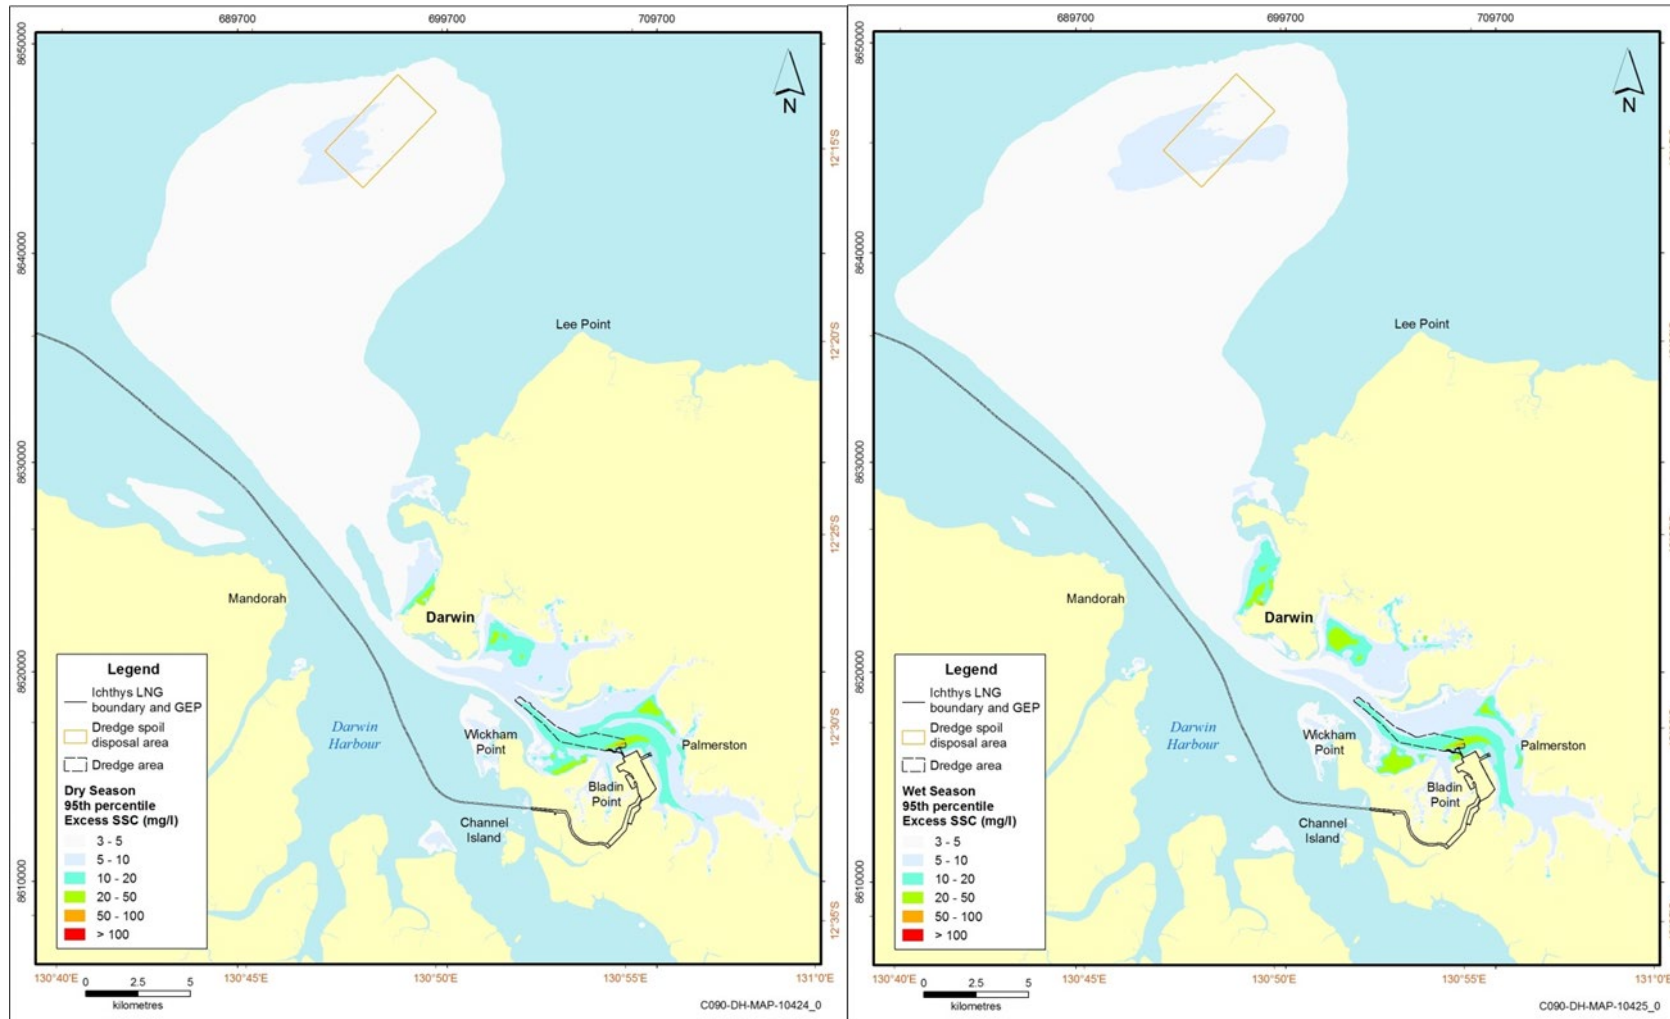 689700
699700
709700
8650000
N
12°15'S
8640000
Lee Point
12°20'S
8630000
12°25'S
Mandorah
Darwin
8620000
Legend
Ichthys LNG
boundary and GEP
Dredge spoil
disposal area
Dredge area
Dry Season
95th percentile
Excess SSC (mg/l)
3 - 5
5 - 10
10 - 20
20 - 50
50 - 100
> 100
Darwin
Harbour
Wickham
Point
12°30'S
Palmerston
Bladin
Point
Channel
Island
8610000
12°35'S
130°40'E
130°45'E
130°50'E
130°55'E
131°0'E
0 2.5 5
kilometres
C090-DH-MAP-10424_0
689700
699700
709700
8650000
N
8640000
Lee Point
8630000
Mandorah
Darwin
8620000
Legend
Ichthys LNG
boundary and GEP
Dredge spoil
disposal area
Dredge area
Wet Season
95th percentile
Excess SSC (mg/l)
3 - 5
5 - 10
10 - 20
20 - 50
50 - 100
> 100
Darwin
Harbour
Wickham
Point
Palmerston
Bladin
Point
Channel
Island
8610000
130°40'E
130°45'E
130°50'E
130°55'E
131°0'E
0 2.5 5
kilometres
C090-DH-MAP-10425_0